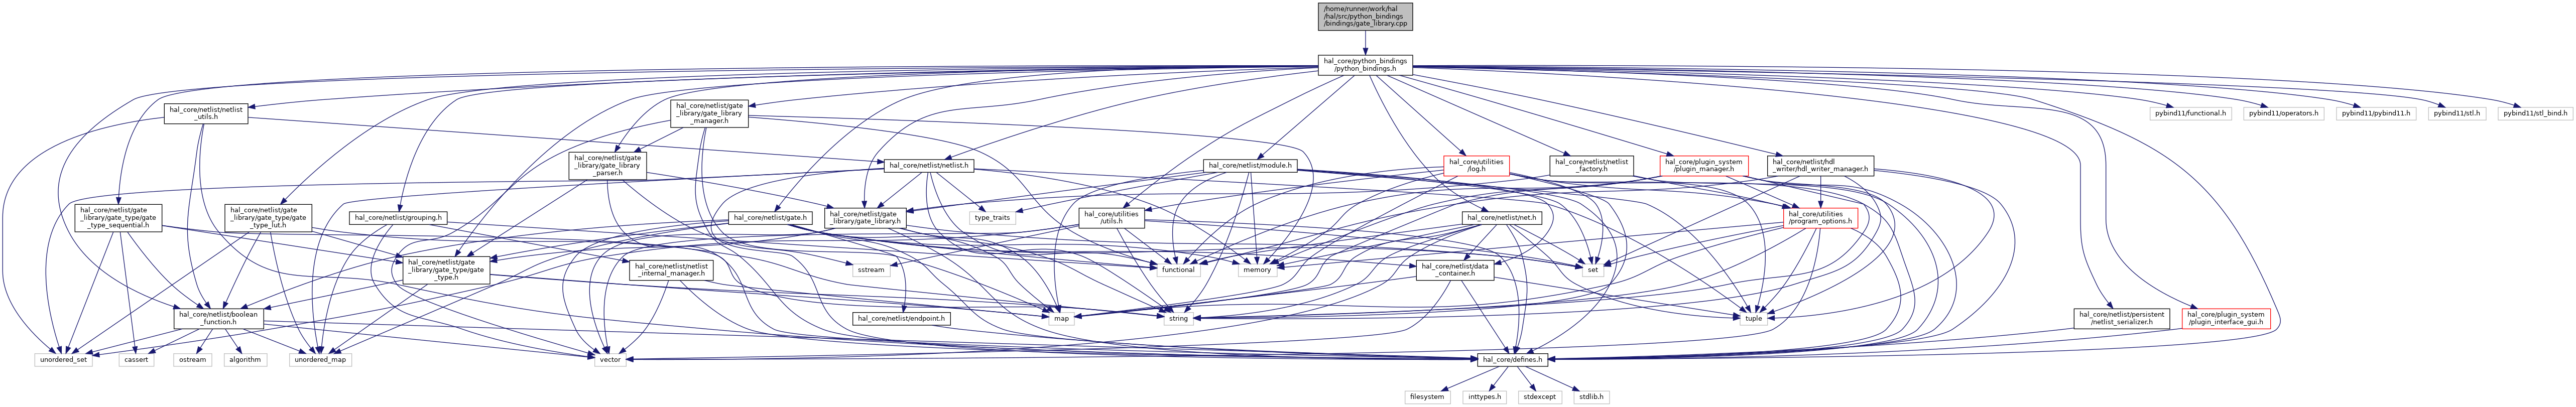 /home/runner/work/hal
/hal/src/python_bindings
/bindings/gate_library.cpp
hal_core/python_bindings
/python_bindings.h
hal_core/netlist/netlist
_utils.h
hal_core/netlist/gate
_library/gate_library
_manager.h
pybind11/functional.h
pybind11/operators.h
pybind11/pybind11.h
pybind11/stl.h
pybind11/stl_bind.h
hal_core/netlist/gate
_library/gate_library
_parser.h
hal_core/netlist/netlist.h
hal_core/netlist/module.h
hal_core/utilities
/log.h
hal_core/netlist/netlist
_factory.h
hal_core/plugin_system
/plugin_manager.h
hal_core/netlist/hdl
_writer/hdl_writer_manager.h
hal_core/netlist/gate
_library/gate_type/gate
_type_sequential.h
hal_core/netlist/gate
_library/gate_type/gate
_type_lut.h
hal_core/netlist/grouping.h
hal_core/netlist/gate.h
hal_core/netlist/gate
_library/gate_library.h
type_traits
hal_core/utilities
/utils.h
hal_core/netlist/net.h
hal_core/utilities
/program_options.h
hal_core/netlist/gate
_library/gate_type/gate
_type.h
hal_core/netlist/netlist
_internal_manager.h
sstream
functional
memory
hal_core/netlist/data
_container.h
set
hal_core/netlist/boolean
_function.h
hal_core/netlist/endpoint.h
map
string
tuple
hal_core/netlist/persistent
/netlist_serializer.h
hal_core/plugin_system
/plugin_interface_gui.h
unordered_set
cassert
ostream
algorithm
unordered_map
vector
hal_core/defines.h
filesystem
inttypes.h
stdexcept
stdlib.h